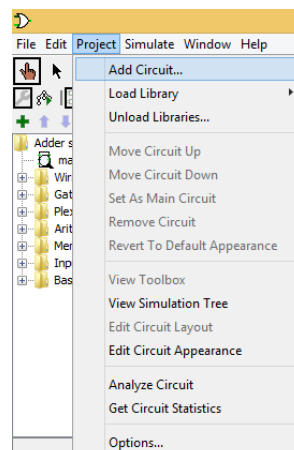 File Edit Project Simulate Window Help
Add Circuit...
Load Library
Unload Libraries...
Move Circuit Up
Move Circuit Down
Set As Main Circuit
Remove Circuit
Revert To Default Appearance
View Toolbox
View Simulation Tree
Edit Circuit Layout
Edit Circuit Appearance
Analyze Circuit
Get Circuit Statistics
Options...
Adder s
ma
Wir
Gat
Plex
Arit
Mer
Inp
Bas